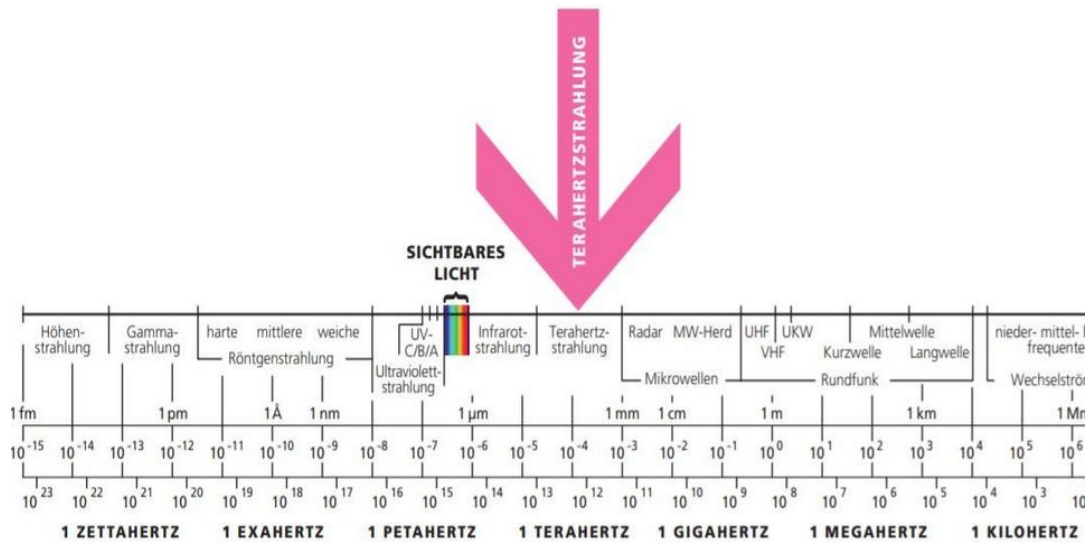 TERAHERTZSTRAHLUNG
SICHTBARES
LICHT
Höhen-
strahlung
Gamma-
strahlung
harte mittlere weiche
Röntgenstrahlung
UV-
C/B/A
Ultraviolett-
strahlung
Infrarot-
strahlung
Terahertz-
strahlung
Radar MW-Herd
Mikrowellen
UHF UKW
VHF
Mittelwelle
Kurzwelle Langwelle
Rundfunk
nieder- mittel-
frequente
Wechselströ
1 fm 1 pm 1 Å 1 nm 1 µm 1 mm 1 cm 1 m 1 km 1 Mm
10⁻¹⁵ 10⁻¹⁴ 10⁻¹³ 10⁻¹² 10⁻¹¹ 10⁻¹⁰ 10⁻⁹ 10⁻⁸ 10⁻⁷ 10⁻⁶ 10⁻⁵ 10⁻⁴ 10⁻³ 10⁻² 10⁻¹ 10⁰ 10¹ 10² 10³ 10⁴ 10⁵ 10⁶
10²³ 10²² 10²¹ 10²⁰ 10¹⁹ 10¹⁸ 10¹⁷ 10¹⁶ 10¹⁵ 10¹⁴ 10¹³ 10¹² 10¹¹ 10¹⁰ 10⁹ 10⁸ 10⁷ 10⁶ 10⁵ 10⁴ 10³
1 ZETTAHERTZ 1 EXAHERTZ 1 PETAHERTZ 1 TERAHERTZ 1 GIGAHERTZ 1 MEGAHERTZ 1 KILOHERTZ